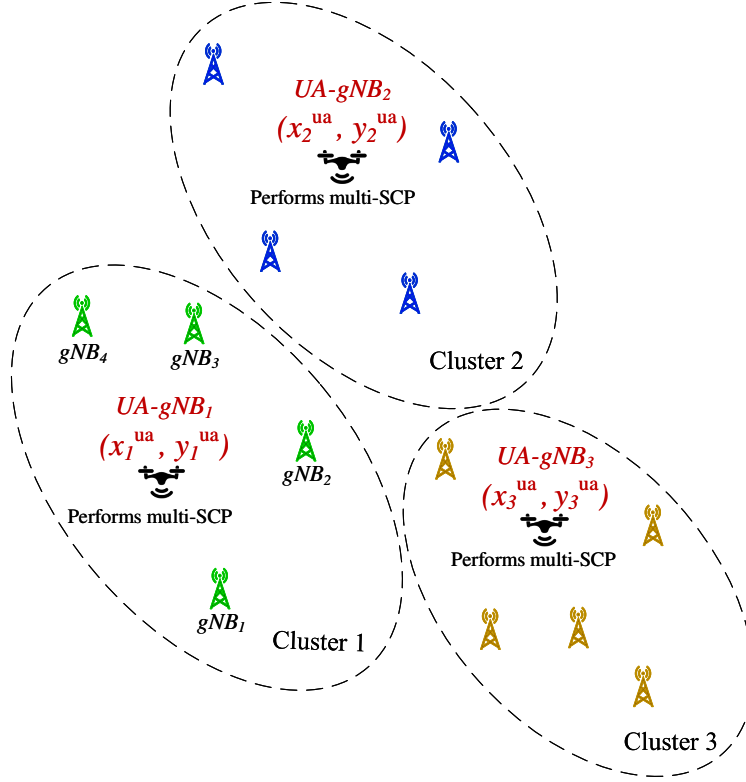 UA-gNB₂
(x₂ᵘᵃ , y₂ᵘᵃ)
Performs multi-SCP
Cluster 2
gNB₄
gNB₃
UA-gNB₁
(x₁ᵘᵃ , y₁ᵘᵃ)
gNB₂
Performs multi-SCP
gNB₁
Cluster 1
UA-gNB₃
(x₃ᵘᵃ , y₃ᵘᵃ)
Performs multi-SCP
Cluster 3